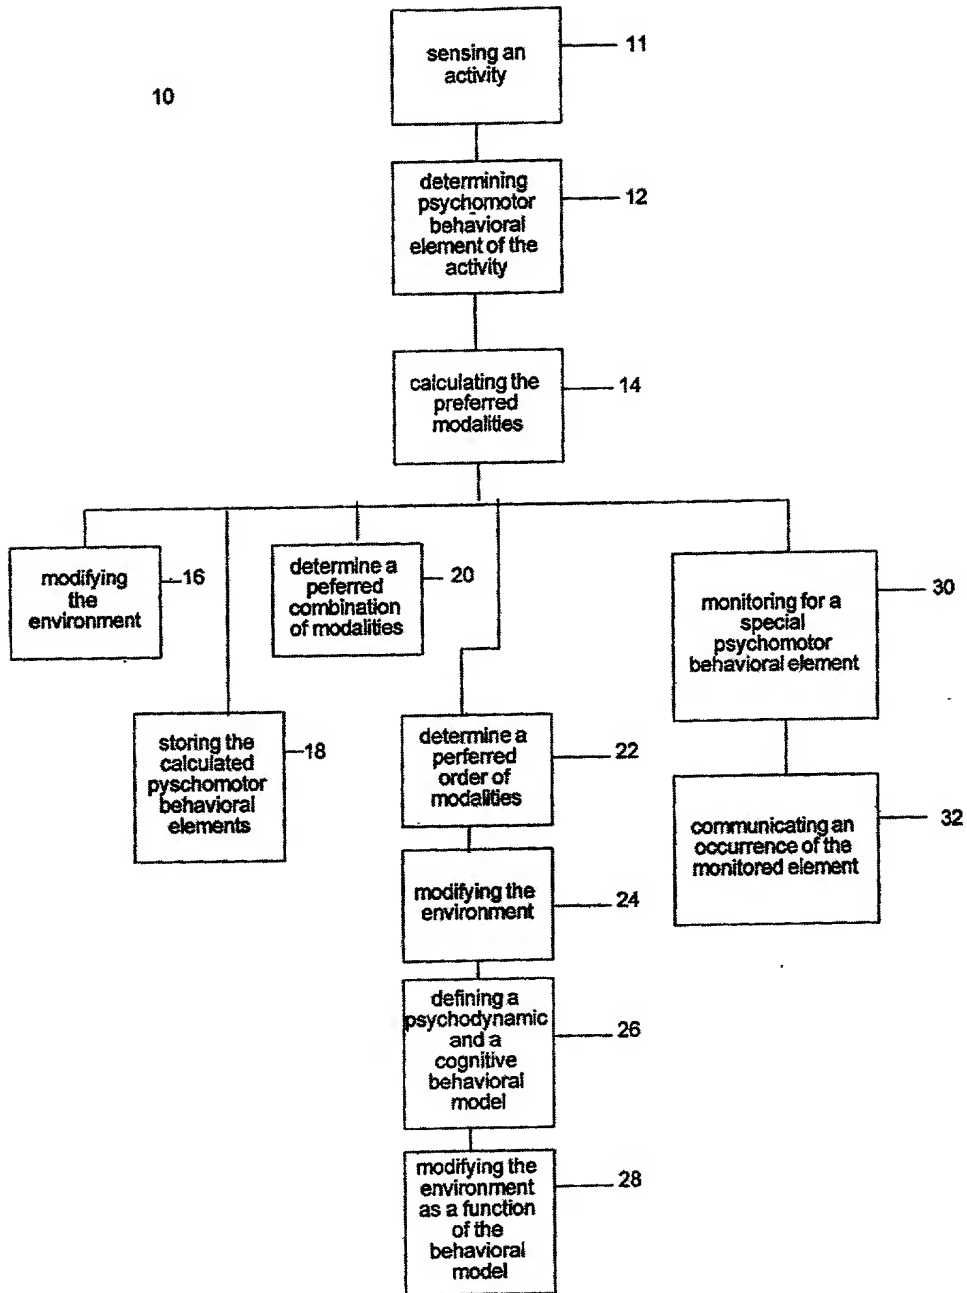 sensing an
activity
11
10
determining
psychomotor
behavioral
element of the
activity
12
calculating the
preferred
modalities
14
modifying
the
environment
16
determine a
peferred
combination
of modalities
20
monitoring for a
special
psychomotor
behavioral element
30
storing the
calculated
pyschomotor
behavioral
elements
18
determine a
perferred
order of
modalities
22
communicating an
occurrence of the
monitored element
32
modifying the
environment
24
defining a
psychodynamic
and a
cognitive
behavioral
model
26
modifying the
environment
as a function
of the
behavioral
model
28